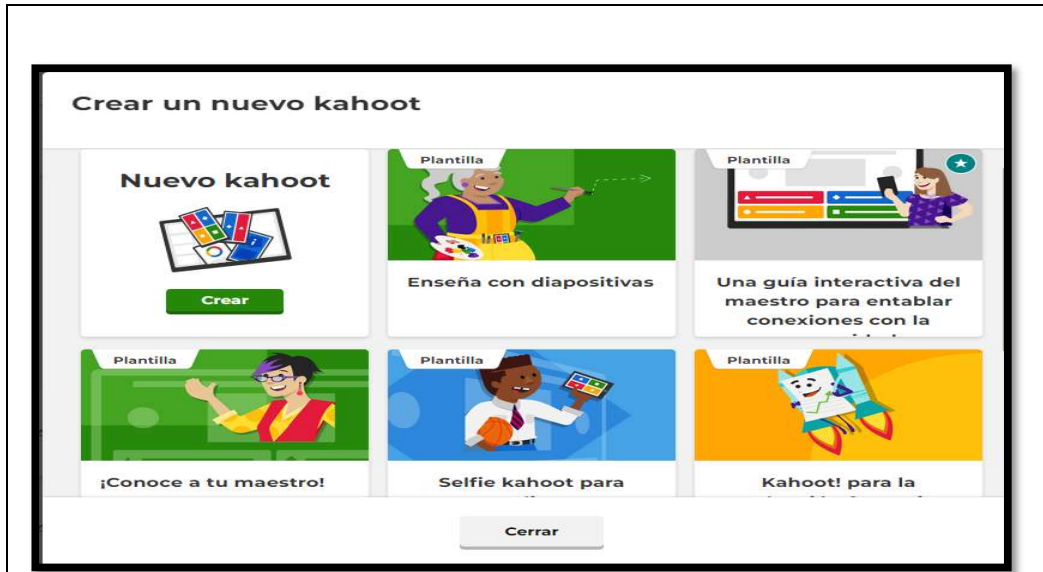 Crear un nuevo kahoot
Nuevo kahoot
Crear
Plantilla
Enseña con diapositivas
Plantilla
Una guía interactiva del
maestro para entablar
conexiones con la
Plantilla
¡Conoce a tu maestro!
Plantilla
Selfie kahoot para
Plantilla
Kahoot! para la
Cerrar